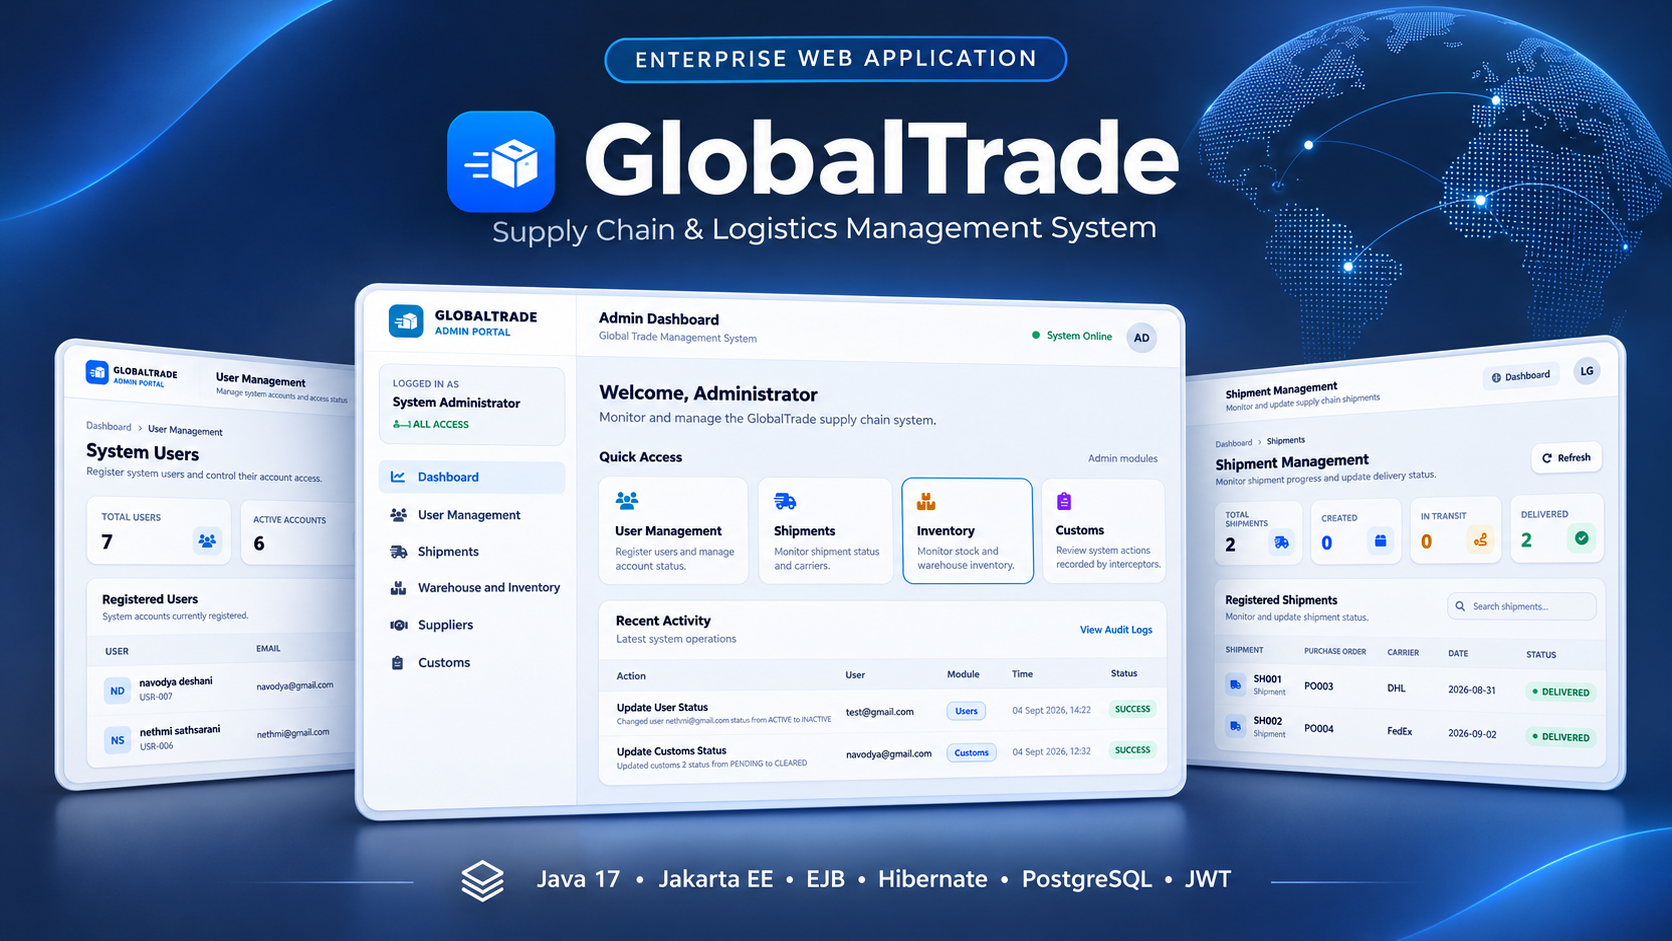 ENTERPRISE WEB APPLICATION
GlobalTrade
Supply Chain & Logistics Management System
GLOBALTRADE
ADMIN PORTAL
User Management
Manage system accounts and access status
Dashboard > User Management
System Users
Register system users and control their account access.
TOTAL USERS
7
ACTIVE ACCOUNTS
6
Registered Users
System accounts currently registered.
USER EMAIL
ND navodya deshani navodya@gmail.com
USR-007
NS nethmi sathsarani nethmi@gmail.com
USR-006
GLOBALTRADE
ADMIN PORTAL
LOGGED IN AS
System Administrator
ALL ACCESS
Dashboard
User Management
Shipments
Warehouse and Inventory
Suppliers
Customs
Admin Dashboard
Global Trade Management System
System Online
AD
Welcome, Administrator
Monitor and manage the GlobalTrade supply chain system.
Quick Access
Admin modules
User Management
Register users and manage
account status.
Shipments
Monitor shipment status
and carriers.
Inventory
Monitor stock and
warehouse inventory.
Customs
Review system actions
recorded by interceptors.
Recent Activity
Latest system operations
View Audit Logs
Action User Module Time Status
Update User Status test@gmail.com Users 04 Sept 2026, 14:22 SUCCESS
Changed user nethmi@gmail.com status from ACTIVE to INACTIVE
Update Customs Status navodya@gmail.com Customs 04 Sept 2026, 12:32 SUCCESS
Updated customs 2 status from PENDING to CLEARED
Shipment Management
Monitor and update supply chain shipments
Dashboard
LG
Dashboard > Shipments
Shipment Management
Monitor shipment progress and update delivery status.
Refresh
TOTAL
SHIPMENTS
2
CREATED
0
IN TRANSIT
0
DELIVERED
2
Registered Shipments
Monitor and update shipment status.
Search shipments...
SHIPMENT PURCHASE ORDER CARRIER DATE STATUS
SH001 PO003 DHL 2026-08-31 DELIVERED
Shipment
SH002 PO004 FedEx 2026-09-02 DELIVERED
Shipment
Java 17 • Jakarta EE • EJB • Hibernate • PostgreSQL • JWT